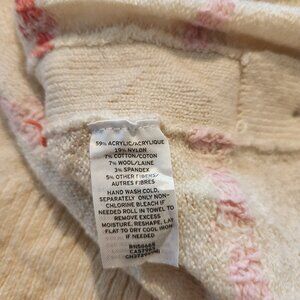 59% ACRYLIC/ACRYLIQUE
19% NYLON
7% COTTON/COTON
7% WOOL/LAINE
3% SPANDEX
5% OTHER FIBERS/
AUTRES FIBRES
HAND WASH COLD,
SEPARATELY ONLY NON-
CHLORINE BLEACH IF
NEEDED ROLL IN TOWEL TO
REMOVE EXCESS
MOISTURE. RESHAPE, LAY
FLAT TO DRY COOL IRON
IF NEEDED